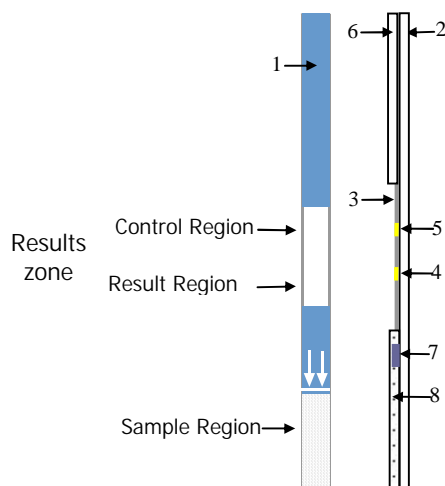 6
2
1
3
Control Region
5
Results
zone
4
Result Region
7
8
Sample Region